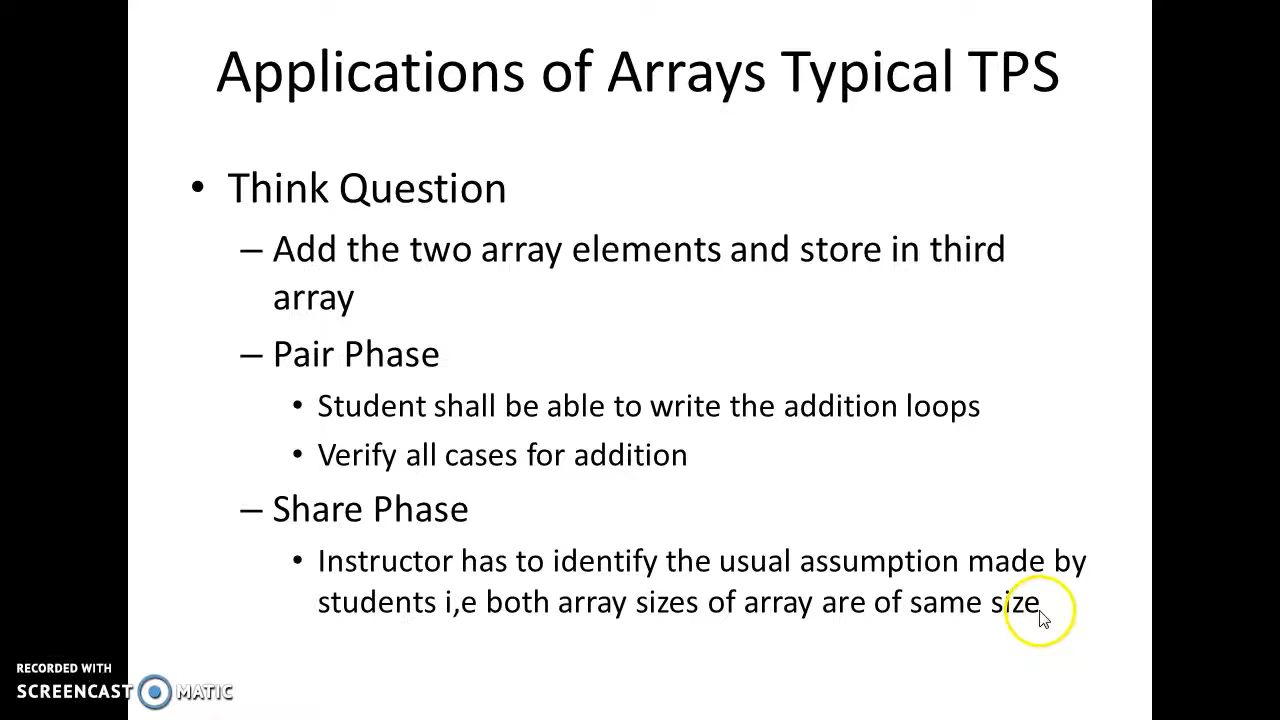 Applications of Arrays Typical TPS
• Think Question
– Add the two array elements and store in third
array
– Pair Phase
• Student shall be able to write the addition loops
• Verify all cases for addition
– Share Phase
• Instructor has to identify the usual assumption made by
students i,e both array sizes of array are of same size
RECORDED WITH
SCREENCAST MATIC